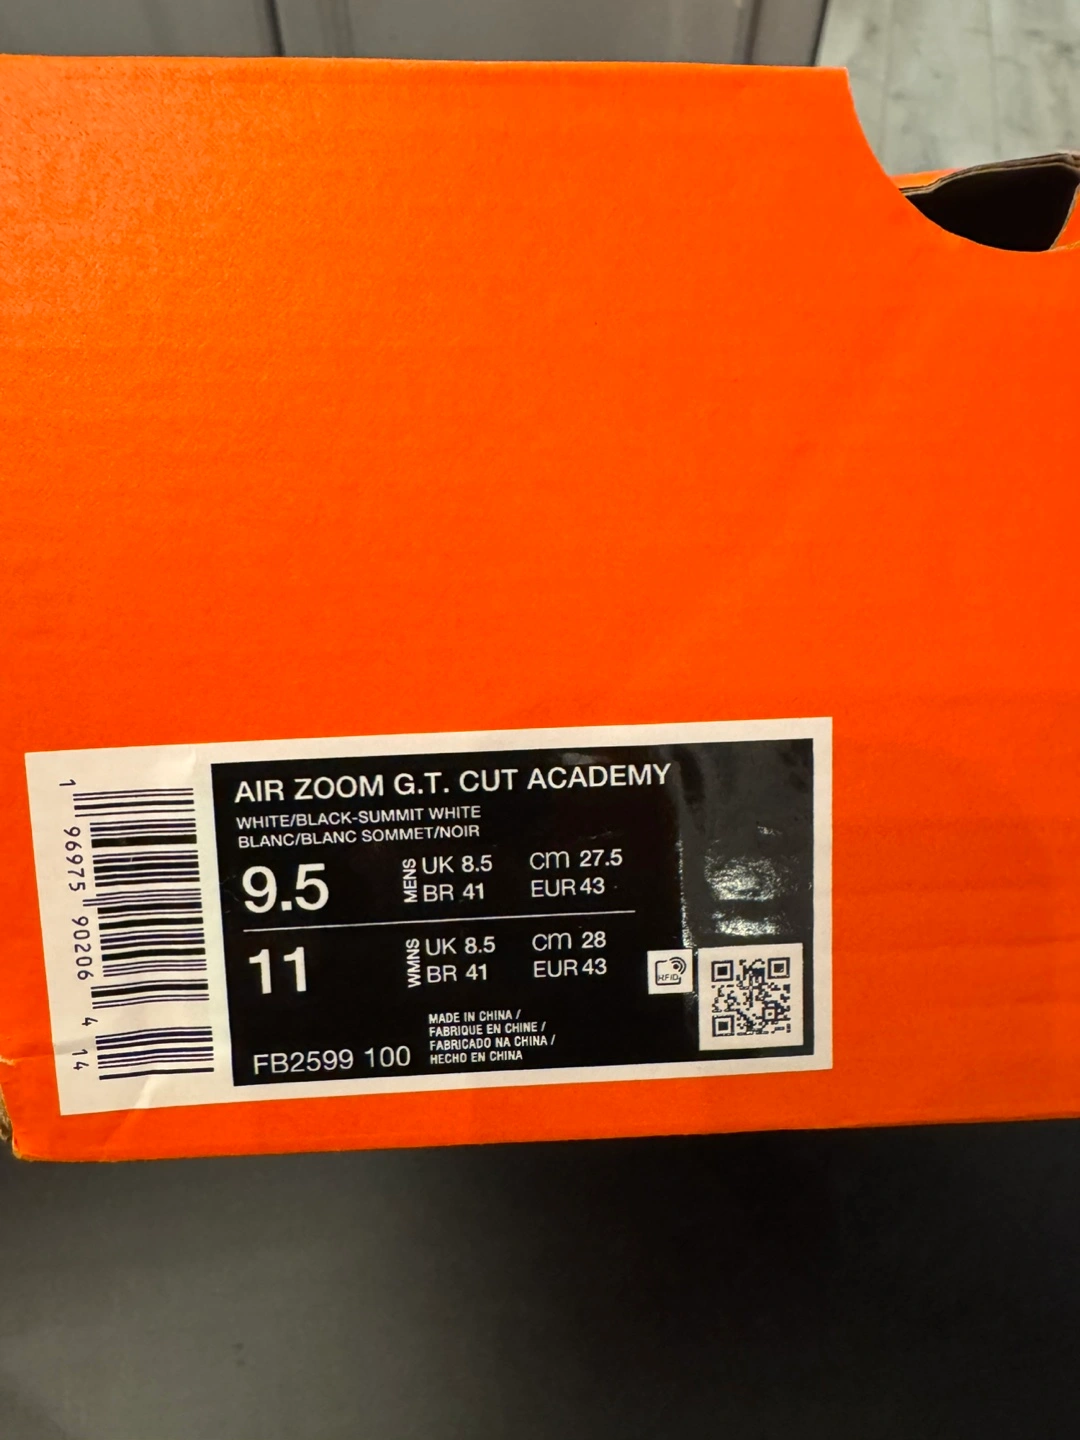 AIR ZOOM G.T. CUT ACADEMY
WHITE/BLACK-SUMMIT WHITE
BLANC/BLANC SOMMET/NOIR
9.5 MENS UK 8.5 CM 27.5
BR 41 EUR 43
11 WMNS UK 8.5 CM 28
BR 41 EUR 43
RFID
MADE IN CHINA /
FABRIQUE EN CHINE /
FABRICADO NA CHINA /
HECHO EN CHINA
FB2599 100
1 96975 90206 4 14